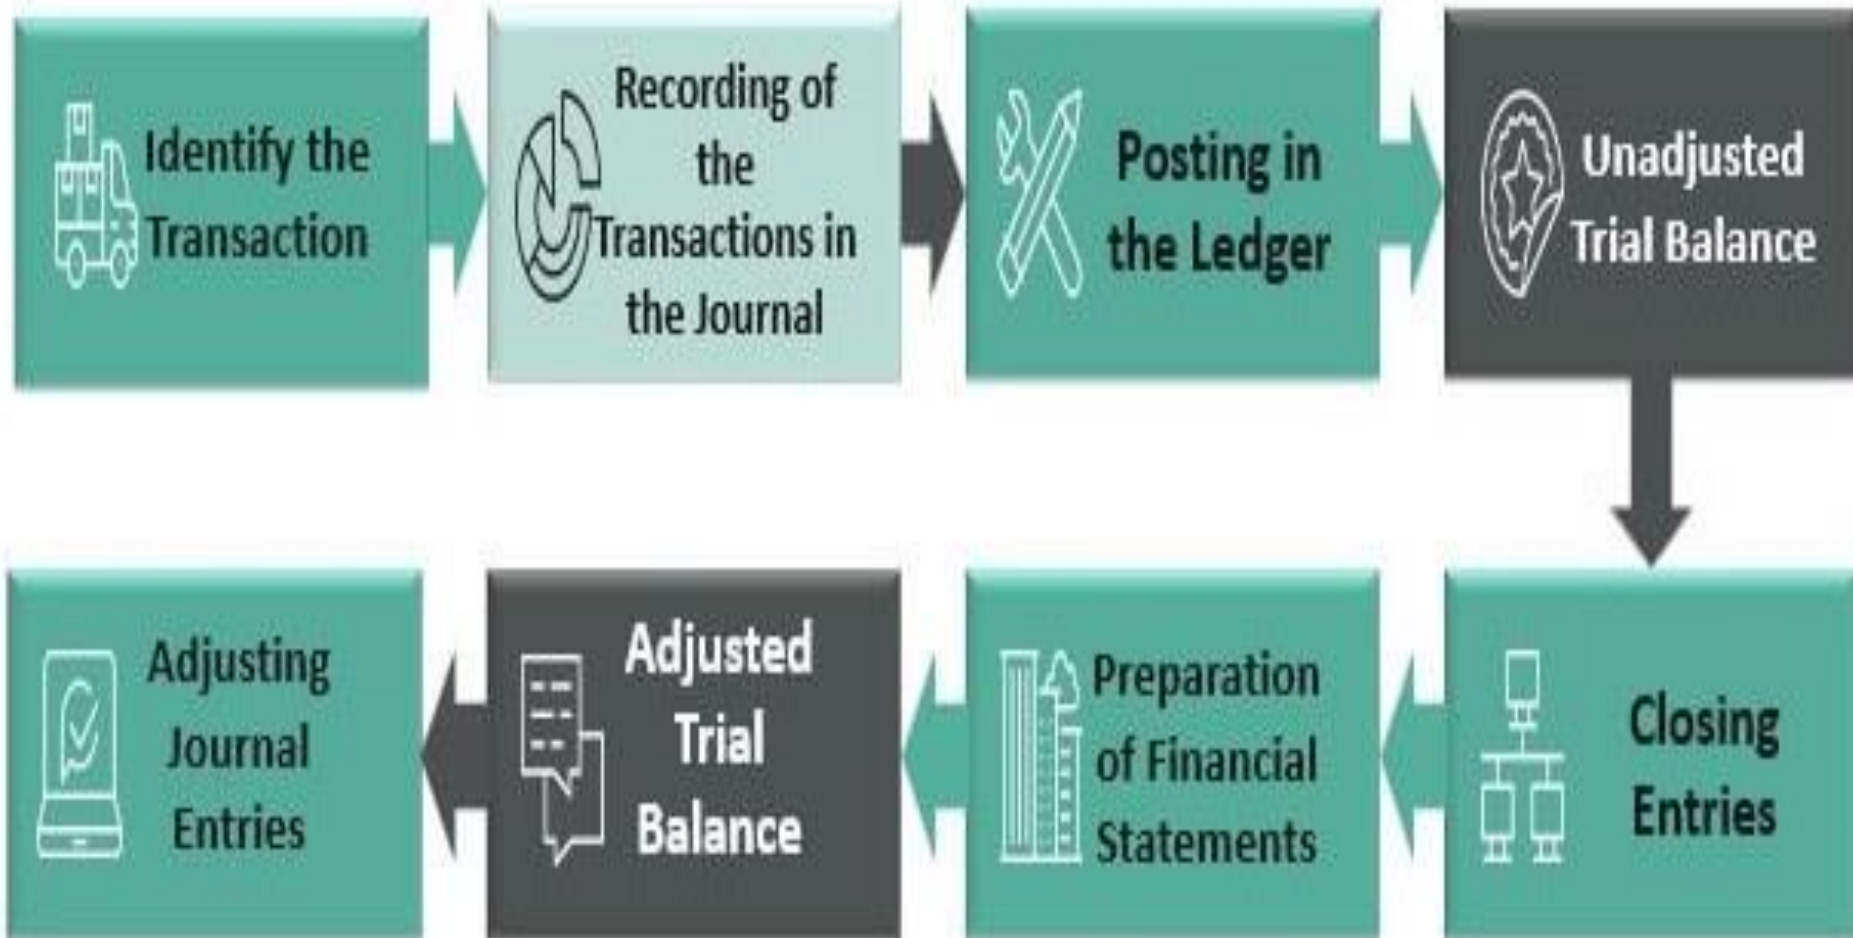 Identify the
Transaction
Recording of
the
Transactions in
the Journal
Posting in
the Ledger
Unadjusted
Trial Balance
Closing
Entries
Preparation
of Financial
Statements
Adjusted
Trial
Balance
Adjusting
Journal
Entries